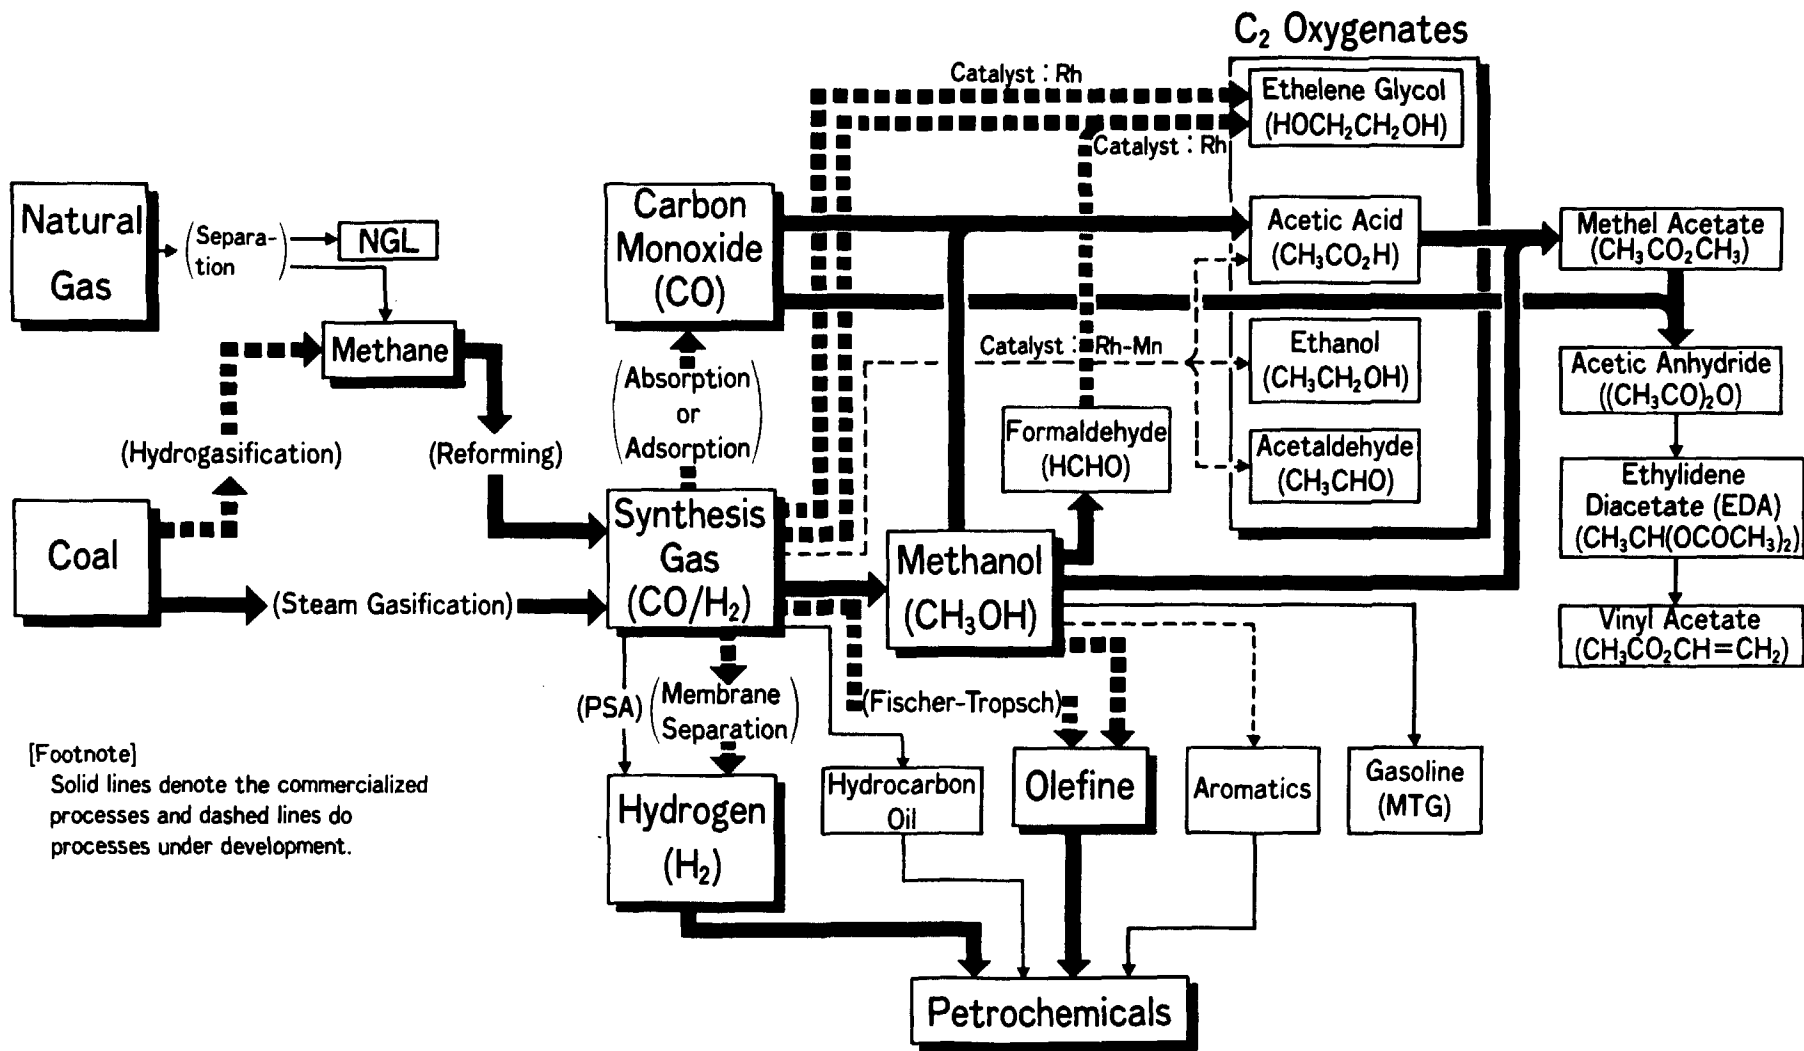 C₂ Oxygenates
Catalyst : Rh
Ethelene Glycol
(HOCH₂CH₂OH)
Catalyst : Rh
Natural
Gas
(Separa-
tion)
NGL
Carbon
Monoxide
(CO)
Acetic Acid
(CH₃CO₂H)
Methel Acetate
(CH₃CO₂CH₃)
Methane
(Absorption
or
Adsorption)
Catalyst : Rh-Mn
Ethanol
(CH₃CH₂OH)
Acetic Anhydride
((CH₃CO)₂O)
(Hydrogasification)
(Reforming)
Formaldehyde
(HCHO)
Acetaldehyde
(CH₃CHO)
Ethylidene
Diacetate (EDA)
(CH₃CH(OCOCH₃)₂)
Coal
(Steam Gasification)
Synthesis
Gas
(CO/H₂)
Methanol
(CH₃OH)
Vinyl Acetate
(CH₃CO₂CH=CH₂)
(PSA)
(Membrane
Separation)
(Fischer-Tropsch)
[Footnote]
Solid lines denote the commercialized
processes and dashed lines do
processes under development.
Hydrogen
(H₂)
Hydrocarbon
Oil
Olefine
Aromatics
Gasoline
(MTG)
Petrochemicals